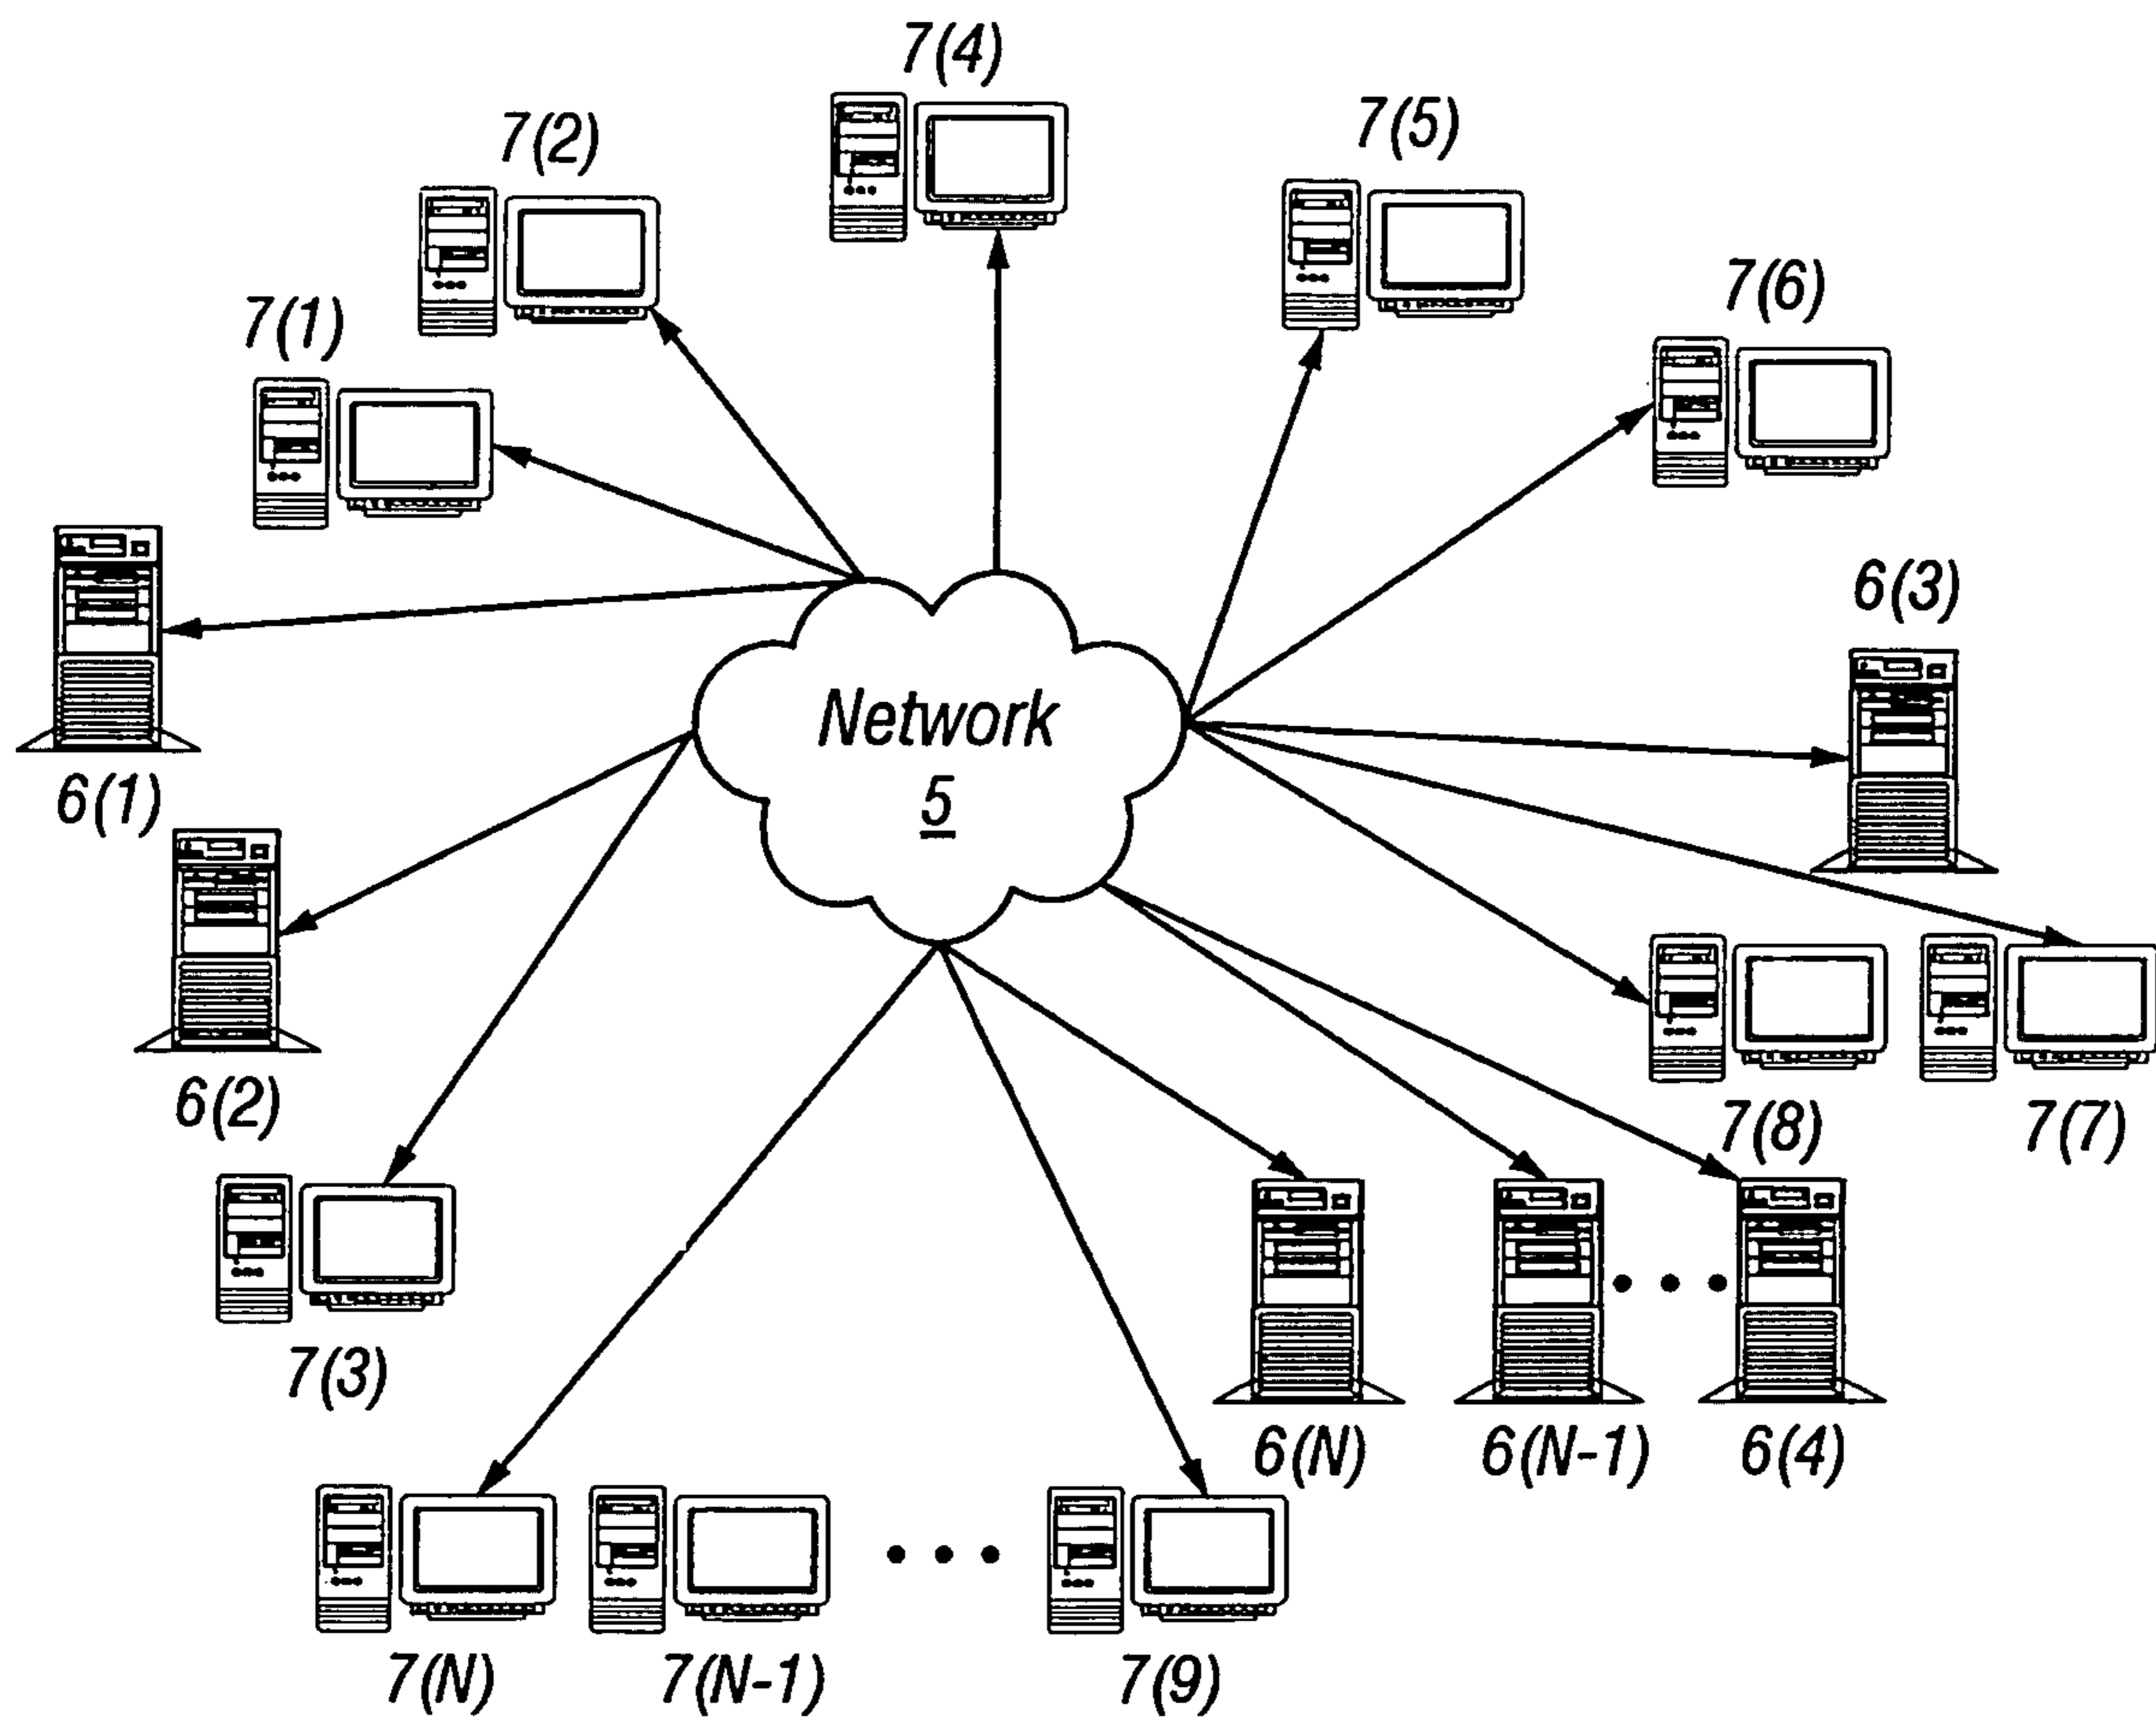 7(4)
7(2)
7(5)
7(6)
7(1)
6(3)
Network
5
6(1)
6(2)
7(8)
7(7)
7(3)
6(N)
6(N-1)
6(4)
7(N)
7(N-1)
7(9)